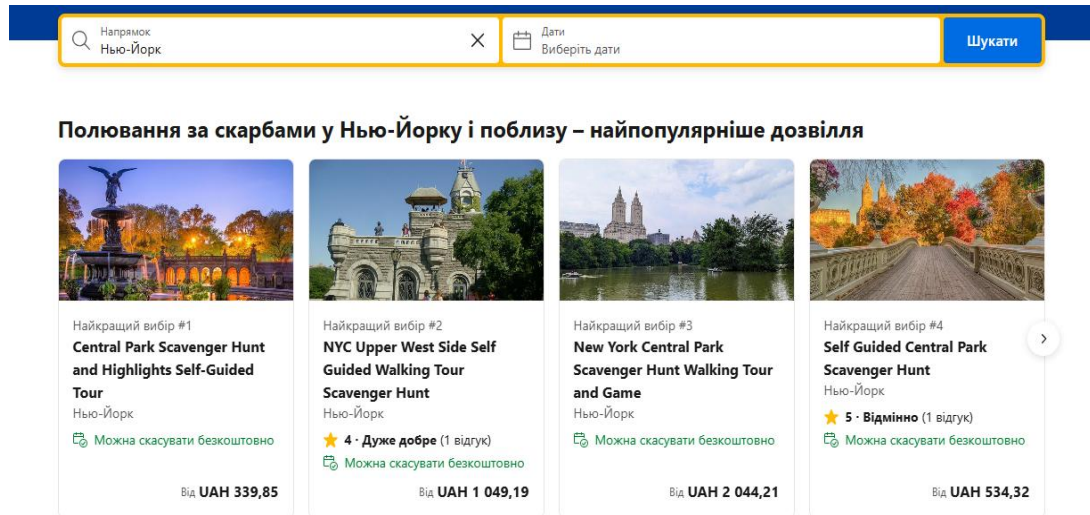 Напрямок
Нью-Йорк
Дати
Виберіть дати
Шукати
Полювання за скарбами у Нью-Йорку і поблизу – найпопулярніше дозвілля
Найкращий вибір #1
Central Park Scavenger Hunt
and Highlights Self-Guided
Tour
Нью-Йорк
Можна скасувати безкоштовно
Від UAH 339,85
Найкращий вибір #2
NYC Upper West Side Self
Guided Walking Tour
Scavenger Hunt
Нью-Йорк
4 · Дуже добре (1 відгук)
Можна скасувати безкоштовно
Від UAH 1 049,19
Найкращий вибір #3
New York Central Park
Scavenger Hunt Walking Tour
and Game
Нью-Йорк
Можна скасувати безкоштовно
Від UAH 2 044,21
Найкращий вибір #4
Self Guided Central Park
Scavenger Hunt
Нью-Йорк
5 · Відмінно (1 відгук)
Можна скасувати безкоштовно
Від UAH 534,32